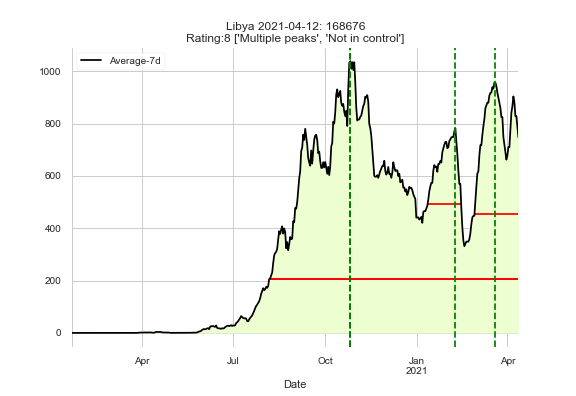 Libya 2021-04-12: 168676
Rating:8 ['Multiple peaks', 'Not in control']
Average-7d
1000
800
600
400
200
0
Apr
Jul
Oct
Jan
2021
Apr
Date